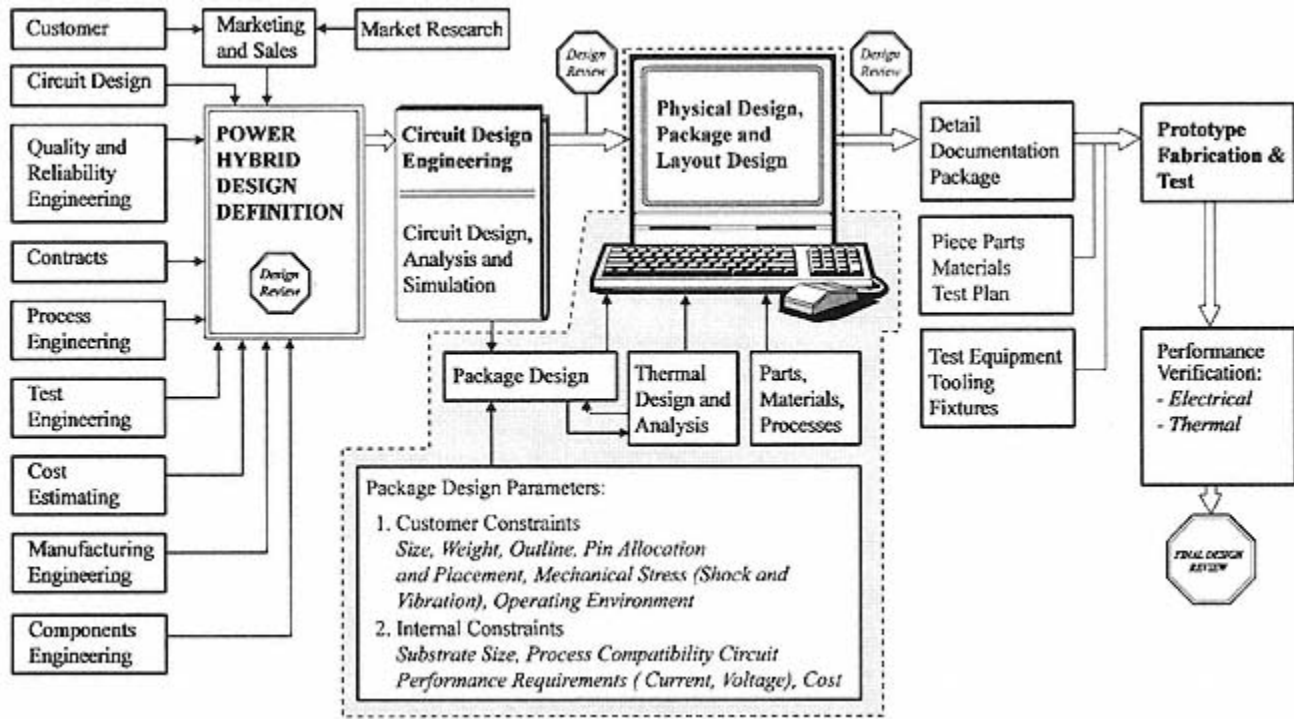 Customer
Marketing
and Sales
Market Research
Circuit Design
Quality and
Reliability
Engineering
Contracts
Process
Engineering
Test
Engineering
Cost
Estimating
Manufacturing
Engineering
Components
Engineering
POWER
HYBRID
DESIGN
DEFINITION
Design
Review
Circuit Design
Engineering
Circuit Design,
Analysis and
Simulation
Design
Review
Physical Design,
Package and
Layout Design
Design
Review
Package Design
Thermal
Design and
Analysis
Parts,
Materials,
Processes
Package Design Parameters:
1. Customer Constraints
Size, Weight, Outline, Pin Allocation
and Placement, Mechanical Stress (Shock and
Vibration), Operating Environment
2. Internal Constraints
Substrate Size, Process Compatibility Circuit
Performance Requirements ( Current, Voltage), Cost
Detail
Documentation
Package
Piece Parts
Materials
Test Plan
Test Equipment
Tooling
Fixtures
Prototype
Fabrication &
Test
Performance
Verification:
- Electrical
- Thermal
FINAL DESIGN
REVIEW